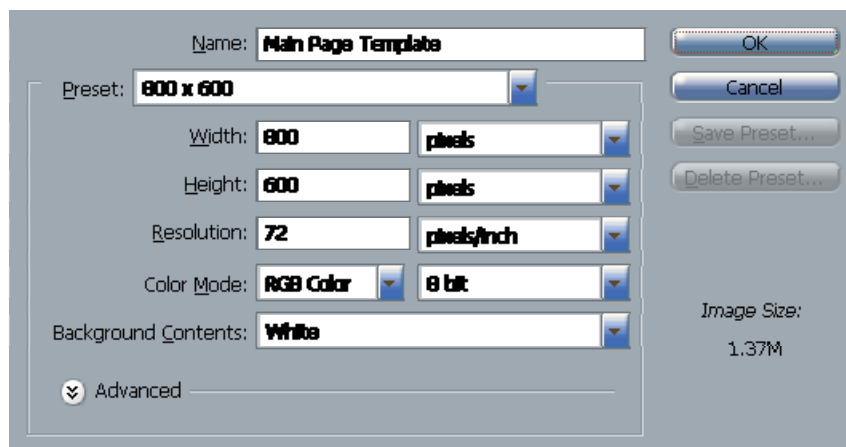 Name: Main Page Template
OK
Preset: 800 x 600
Cancel
Width: 800 pixels
Save Preset...
Height: 600 pixels
Delete Preset...
Resolution: 72 pixels/inch
Color Mode: RGB Color 8 bit
Image Size:
Background Contents: White
1.37M
Advanced